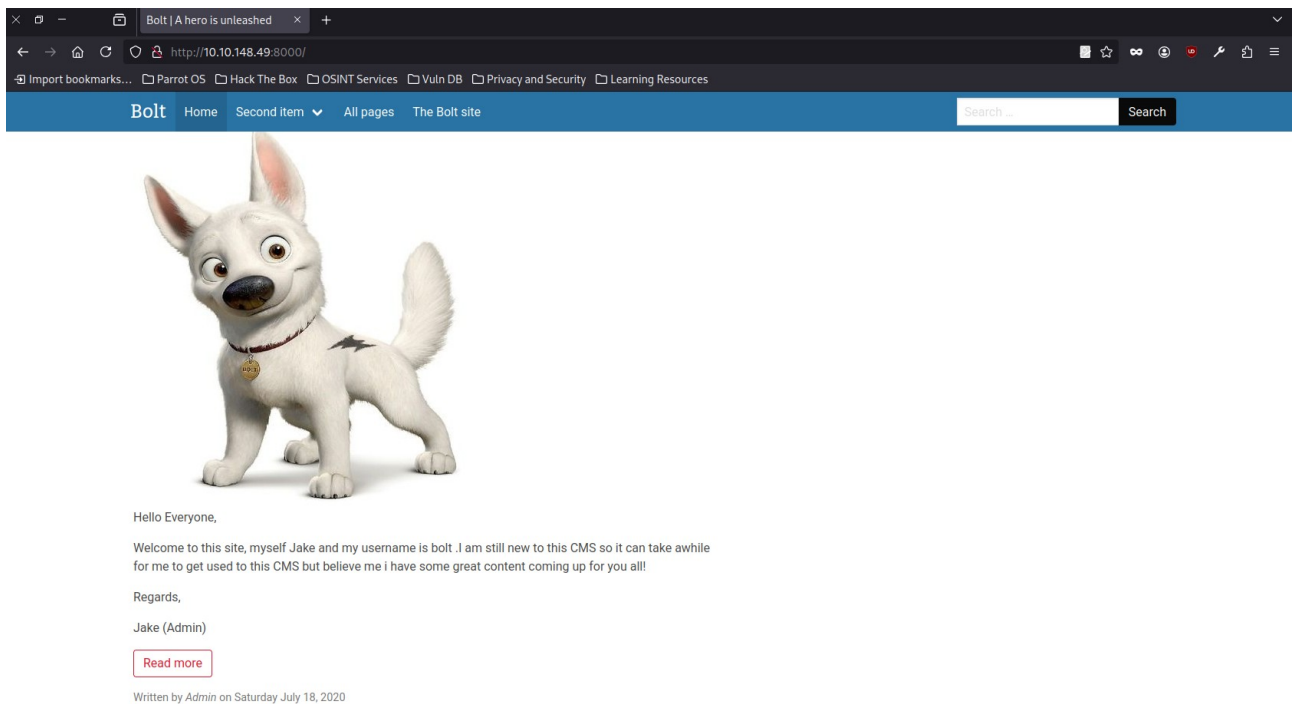 Bolt | A hero is unleashed
http://10.10.148.49:8000/
Import bookmarks... Parrot OS Hack The Box OSINT Services Vuln DB Privacy and Security Learning Resources
Bolt Home Second item All pages The Bolt site Search ... Search
BOLT
Hello Everyone,
Welcome to this site, myself Jake and my username is bolt .I am still new to this CMS so it can take awhile
for me to get used to this CMS but believe me i have some great content coming up for you all!
Regards,
Jake (Admin)
Read more
Written by Admin on Saturday July 18, 2020